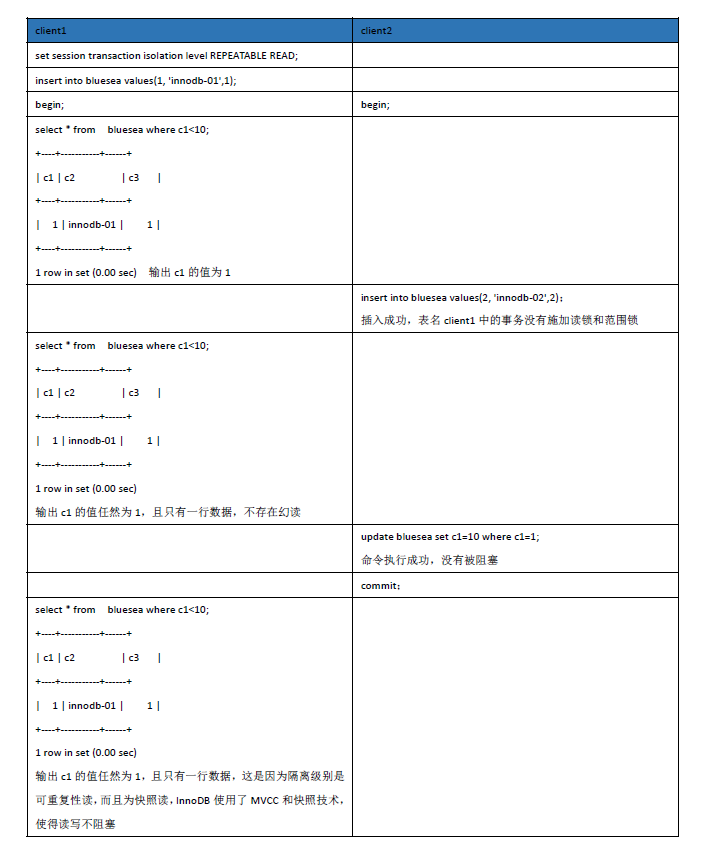 client1 client2
set session transaction isolation level REPEATABLE READ;
insert into bluesea values(1, 'innodb-01',1);
begin; begin;
select * from bluesea where c1<10;
+----+-----------+------+
| c1 | c2 | c3 |
+----+-----------+------+
| 1 | innodb-01 | 1 |
+----+-----------+------+
1 row in set (0.00 sec) 输出 c1 的值为 1
insert into bluesea values(2, 'innodb-02',2)；
插入成功，表名 client1 中的事务没有施加读锁和范围锁
select * from bluesea where c1<10;
+----+-----------+------+
| c1 | c2 | c3 |
+----+-----------+------+
| 1 | innodb-01 | 1 |
+----+-----------+------+
1 row in set (0.00 sec)
输出 c1 的值任然为 1，且只有一行数据，不存在幻读
update bluesea set c1=10 where c1=1;
命令执行成功，没有被阻塞
commit；
select * from bluesea where c1<10;
+----+-----------+------+
| c1 | c2 | c3 |
+----+-----------+------+
| 1 | innodb-01 | 1 |
+----+-----------+------+
1 row in set (0.00 sec)
输出 c1 的值任然为 1，且只有一行数据，这是因为隔离级别是
可重复性读，而且为快照读，InnoDB 使用了 MVCC 和快照技术，
使得读写不阻塞